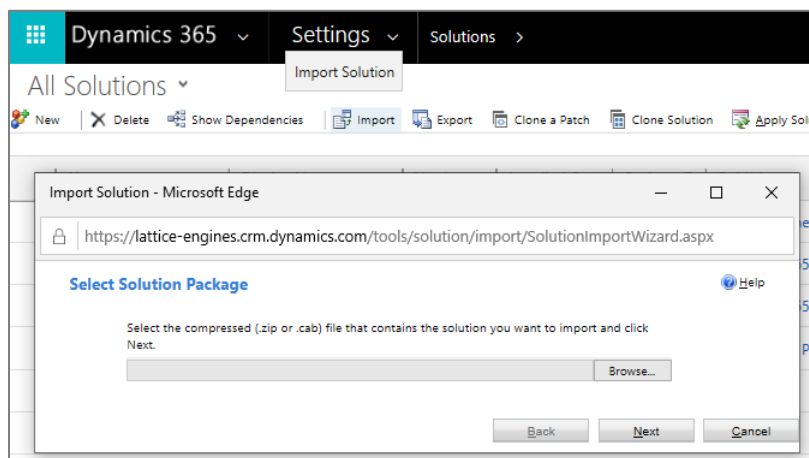 Dynamics 365 Settings Solutions >
Import Solution
All Solutions
New Delete Show Dependencies Import Export Clone a Patch Clone Solution Apply Sol
Import Solution - Microsoft Edge
https://lattice-engines.crm.dynamics.com/tools/solution/import/SolutionImportWizard.aspx
Select Solution Package Help
Select the compressed (.zip or .cab) file that contains the solution you want to import and click
Next.
Browse...
Back Next Cancel